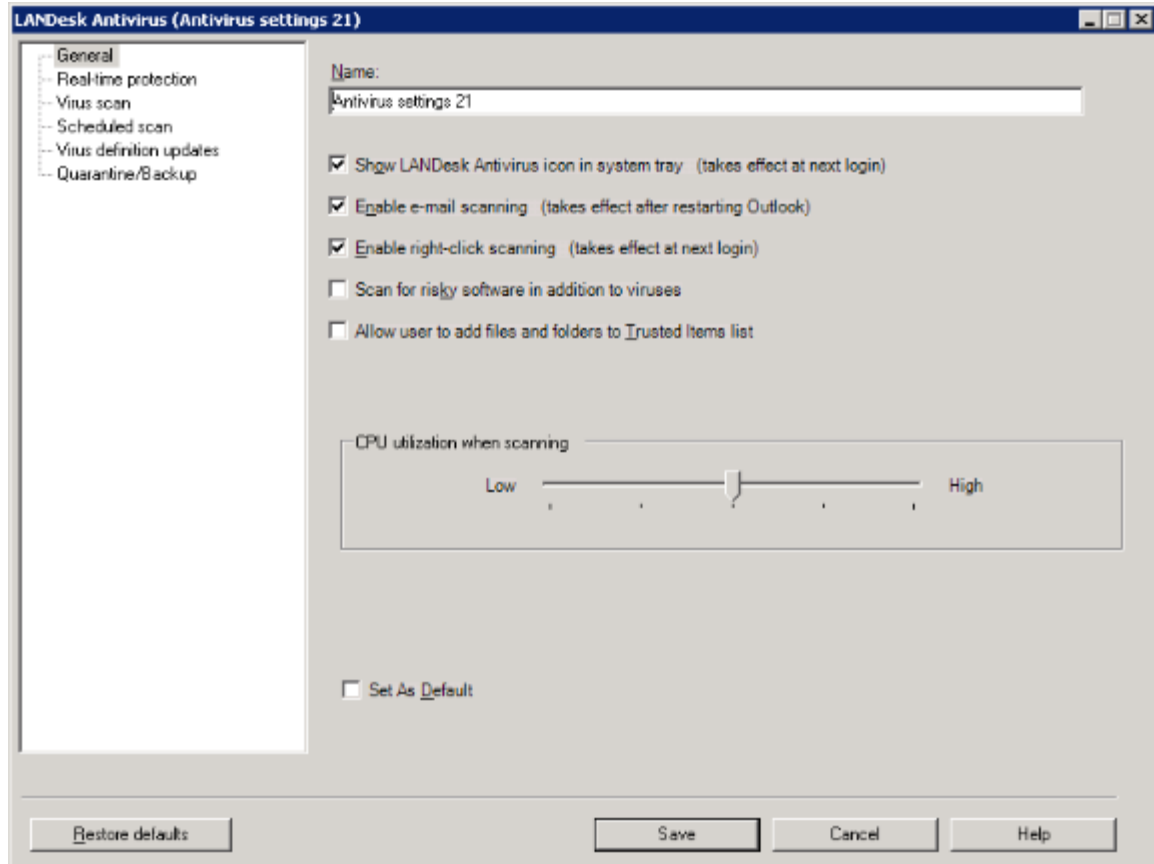 LANDesk Antivirus (Antivirus settings 21)
General
Real-time protection
Virus scan
Scheduled scan
Virus definition updates
Quarantine/Backup
Name:
Antivirus settings 21
Show LANDesk Antivirus icon in system tray (takes effect at next login)
Enable e-mail scanning (takes effect after restarting Outlook)
Enable right-click scanning (takes effect at next login)
Scan for risky software in addition to viruses
Allow user to add files and folders to Trusted Items list
CPU utilization when scanning
Low High
Set As Default
Restore defaults Save Cancel Help